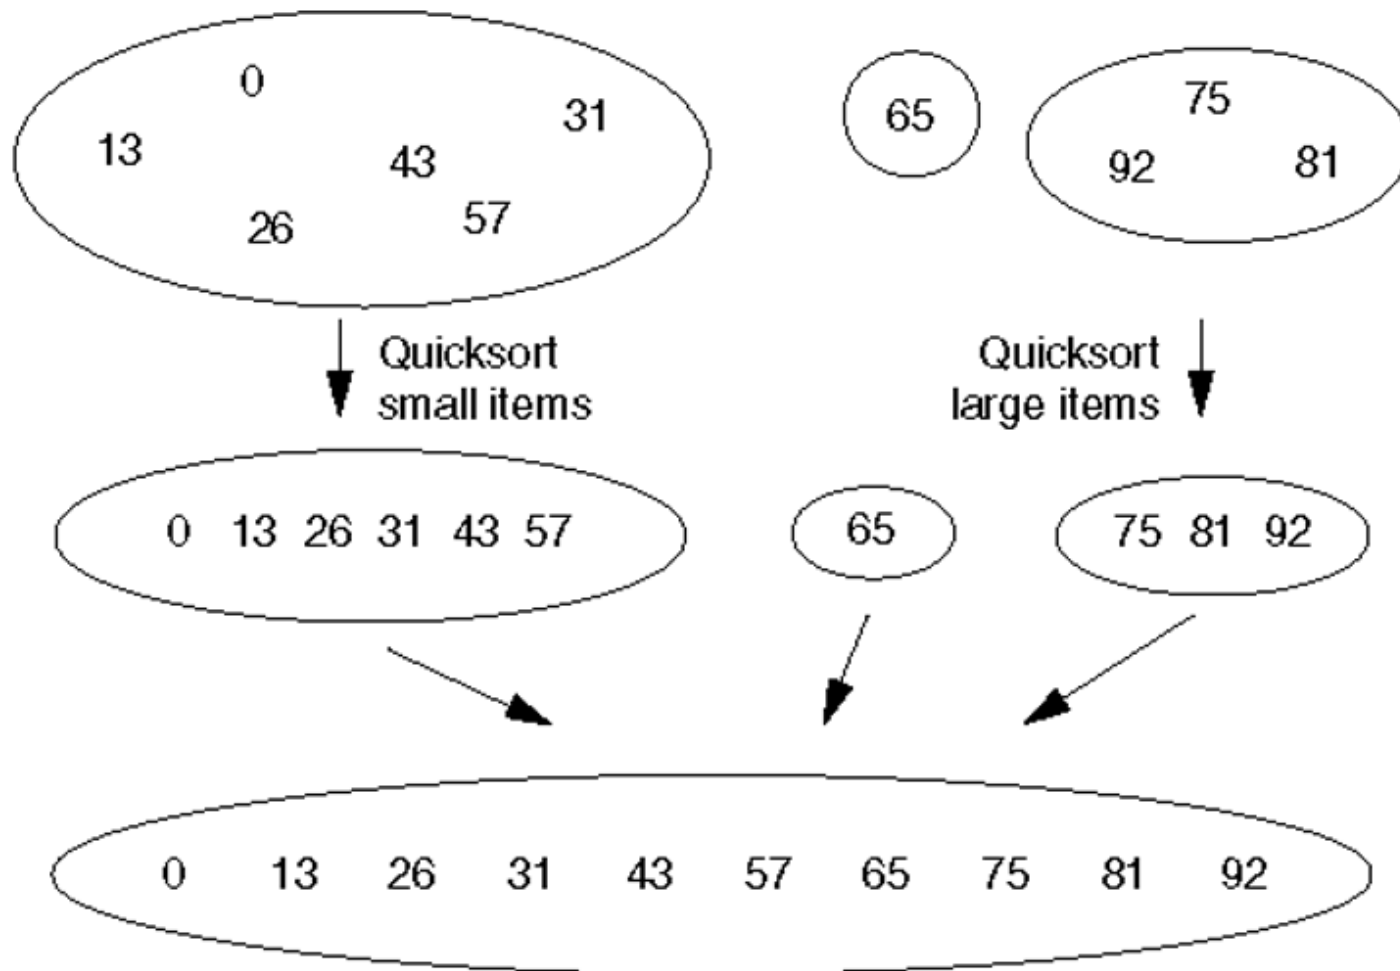 0
31
13
43
26
57
65
75
92
81
Quicksort
small items
Quicksort
large items
0 13 26 31 43 57
65
75 81 92
0 13 26 31 43 57 65 75 81 92